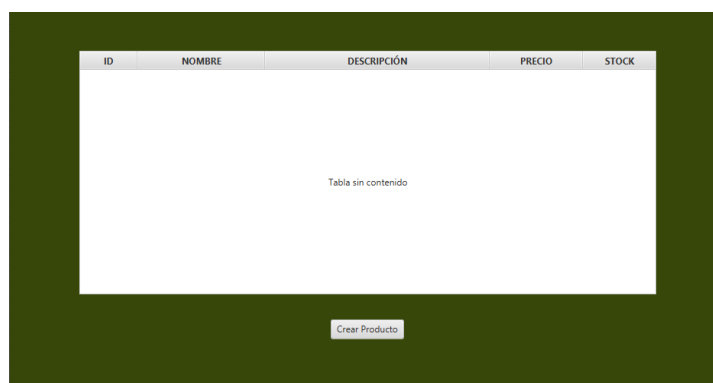 ID NOMBRE DESCRIPCIÓN PRECIO STOCK
Tabla sin contenido
Crear Producto